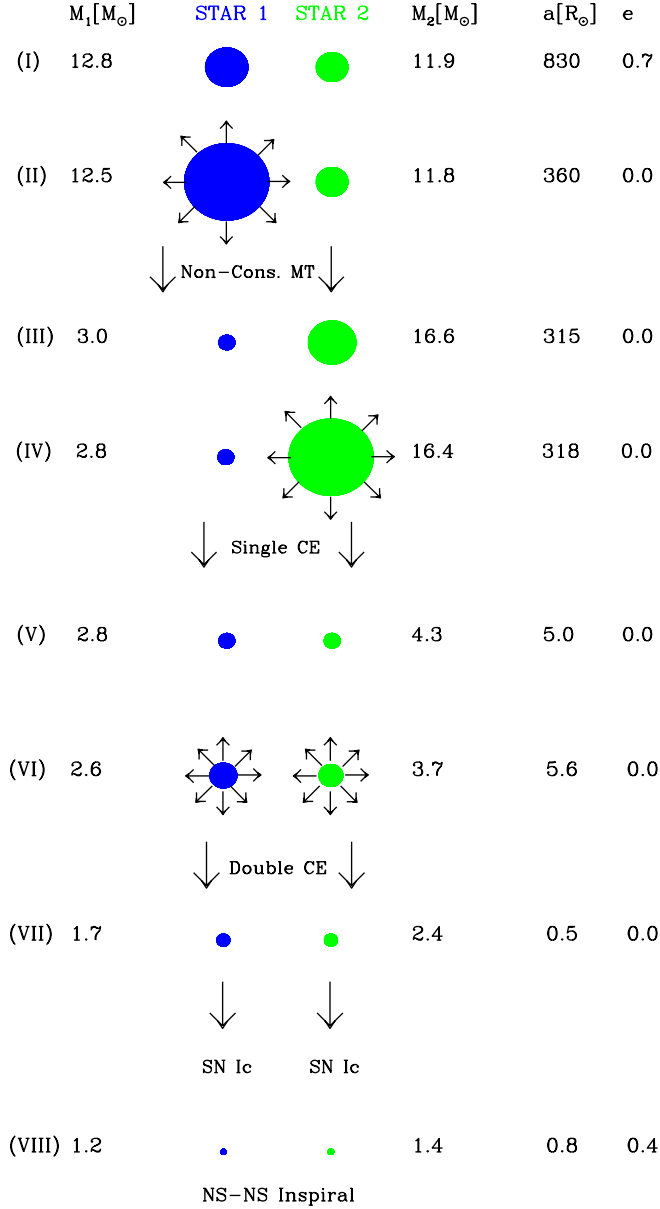 M₁[M☉] STAR 1 STAR 2 M₂[M☉] a[R☉] e
(I) 12.8 11.9 830 0.7
(II) 12.5 11.8 360 0.0
Non-Cons. MT
(III) 3.0 16.6 315 0.0
(IV) 2.8 16.4 318 0.0
Single CE
(V) 2.8 4.3 5.0 0.0
(VI) 2.6 3.7 5.6 0.0
Double CE
(VII) 1.7 2.4 0.5 0.0
SN Ic SN Ic
(VIII) 1.2 1.4 0.8 0.4
NS-NS Inspiral